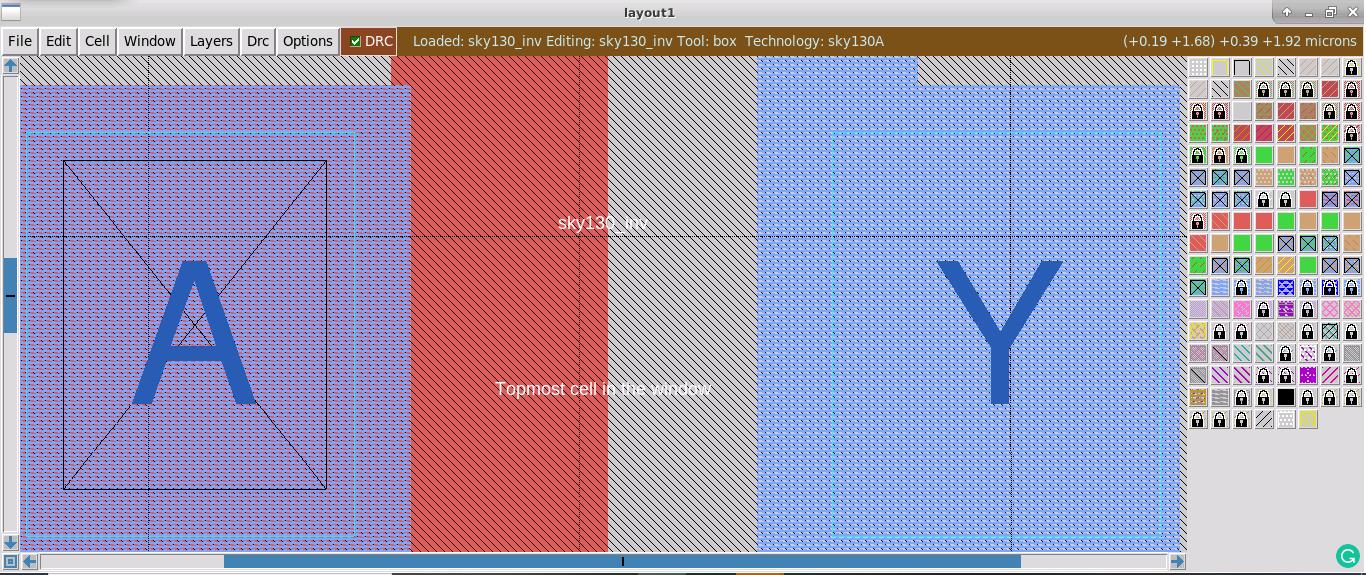 layout1
File Edit Cell Window Layers Drc Options DRC Loaded: sky130_inv Editing: sky130_inv Tool: box Technology: sky130A (+0.19 +1.68) +0.39 +1.92 microns
sky130_inv
A Y
Topmost cell in the window